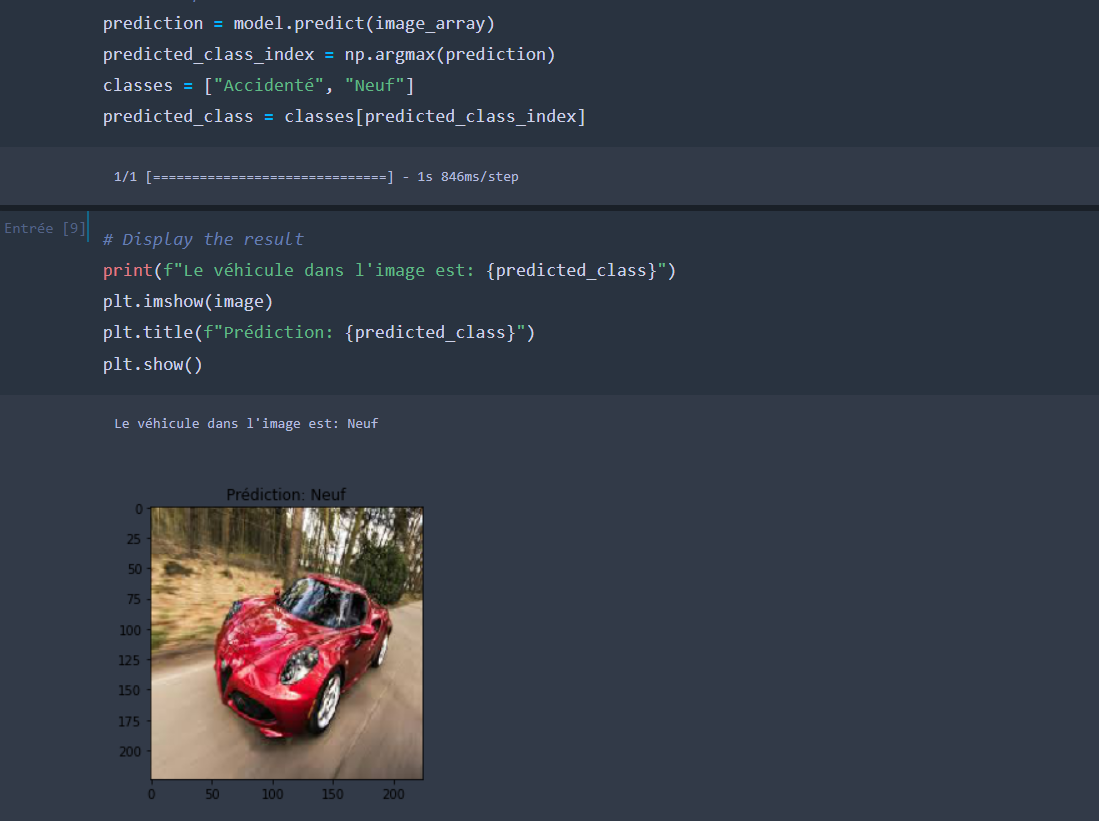 prediction = model.predict(image_array)
predicted_class_index = np.argmax(prediction)
classes = ["Accidenté", "Neuf"]
predicted_class = classes[predicted_class_index]
1/1 [==============================] - 1s 846ms/step
Entrée [9]
# Display the result
print(f"Le véhicule dans l'image est: {predicted_class}")
plt.imshow(image)
plt.title(f"Prédiction: {predicted_class}")
plt.show()
Le véhicule dans l'image est: Neuf
Prédiction: Neuf
0
25
50
75
100
125
150
175
200
0 50 100 150 200